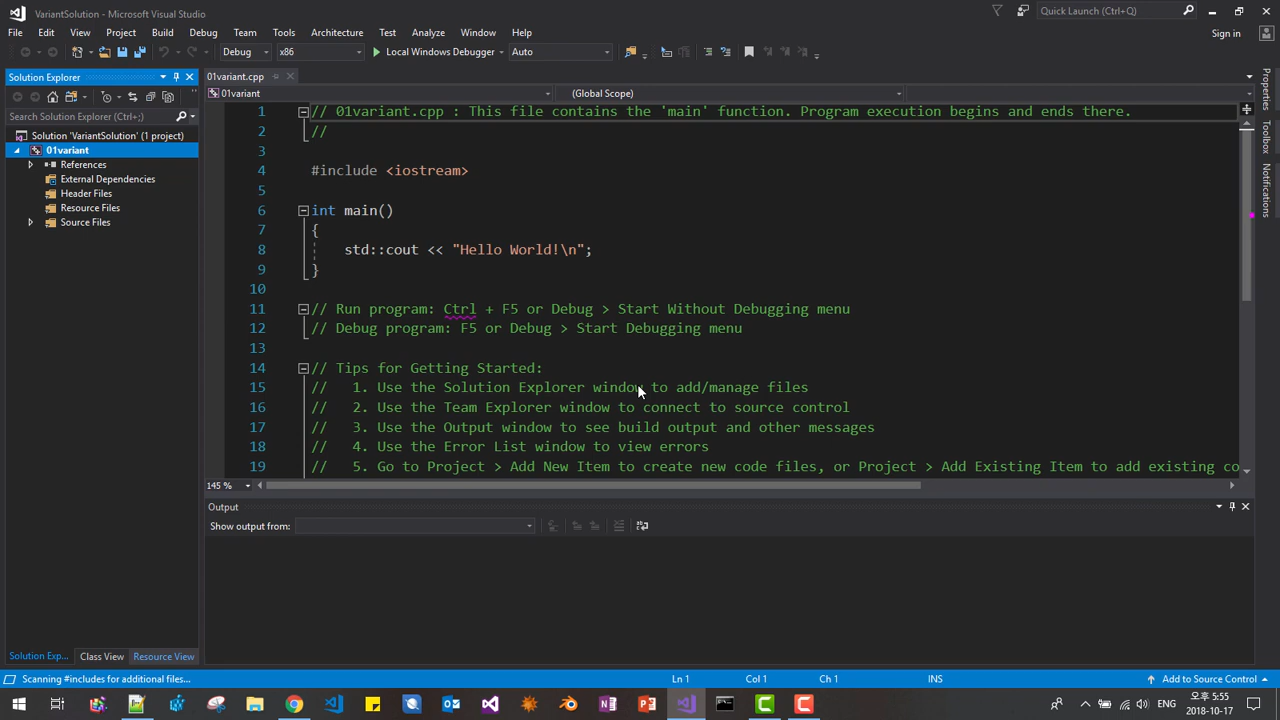 VariantSolution - Microsoft Visual Studio
Quick Launch (Ctrl+Q)
File Edit View Project Build Debug Team Tools Architecture Test Analyze Window Help
Sign in
Debug x86 Local Windows Debugger Auto
Solution Explorer
Search Solution Explorer (Ctrl+;)
Solution 'VariantSolution' (1 project)
01variant
References
External Dependencies
Header Files
Resource Files
Source Files
01variant.cpp
01variant (Global Scope)
1 // 01variant.cpp : This file contains the 'main' function. Program execution begins and ends there.
2 //
3
4 #include <iostream>
5
6 int main()
7 {
8 std::cout << "Hello World!\n";
9 }
10
11 // Run program: Ctrl + F5 or Debug > Start Without Debugging menu
12 // Debug program: F5 or Debug > Start Debugging menu
13
14 // Tips for Getting Started:
15 // 1. Use the Solution Explorer window to add/manage files
16 // 2. Use the Team Explorer window to connect to source control
17 // 3. Use the Output window to see build output and other messages
18 // 4. Use the Error List window to view errors
19 // 5. Go to Project > Add New Item to create new code files, or Project > Add Existing Item to add existing co
145 %
Output
Show output from:
Properties
Toolbox
Notifications
Solution Exp... Class View Resource View
Scanning #includes for additional files... Ln 1 Col 1 Ch 1 INS Add to Source Control
ENG
오후 5:55
2018-10-17